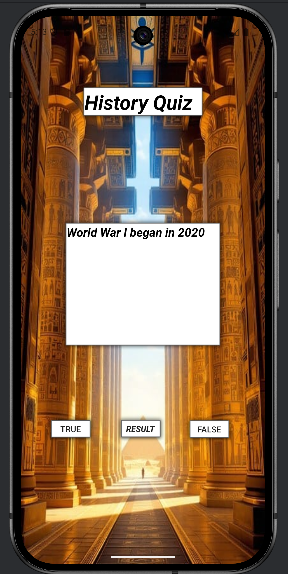 History Quiz
World War I began in 2020
TRUE
RESULT
FALSE